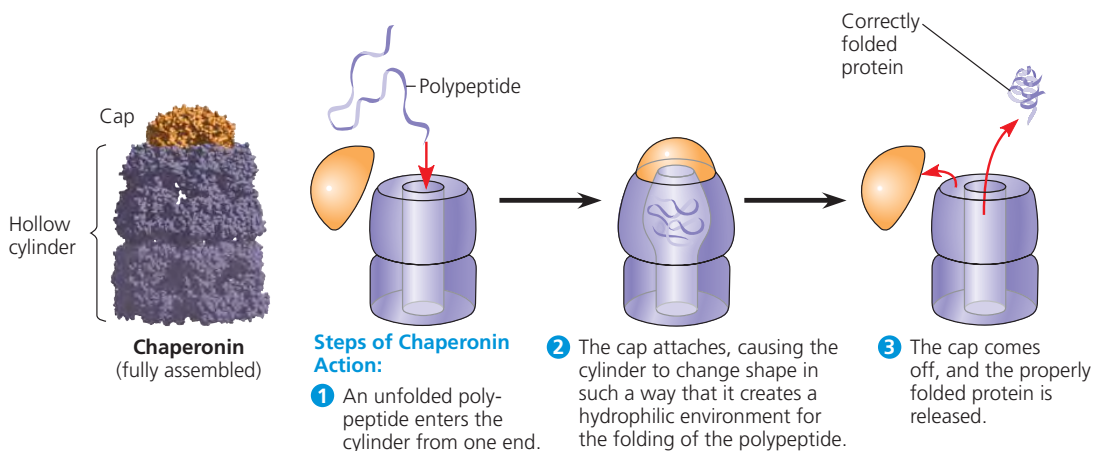 Cap
Hollow
cylinder
Chaperonin
(fully assembled)
Polypeptide
Correctly
folded
protein
Steps of Chaperonin
Action:
1 An unfolded poly-
peptide enters the
cylinder from one end.
2 The cap attaches, causing the
cylinder to change shape in
such a way that it creates a
hydrophilic environment for
the folding of the polypeptide.
3 The cap comes
off, and the properly
folded protein is
released.